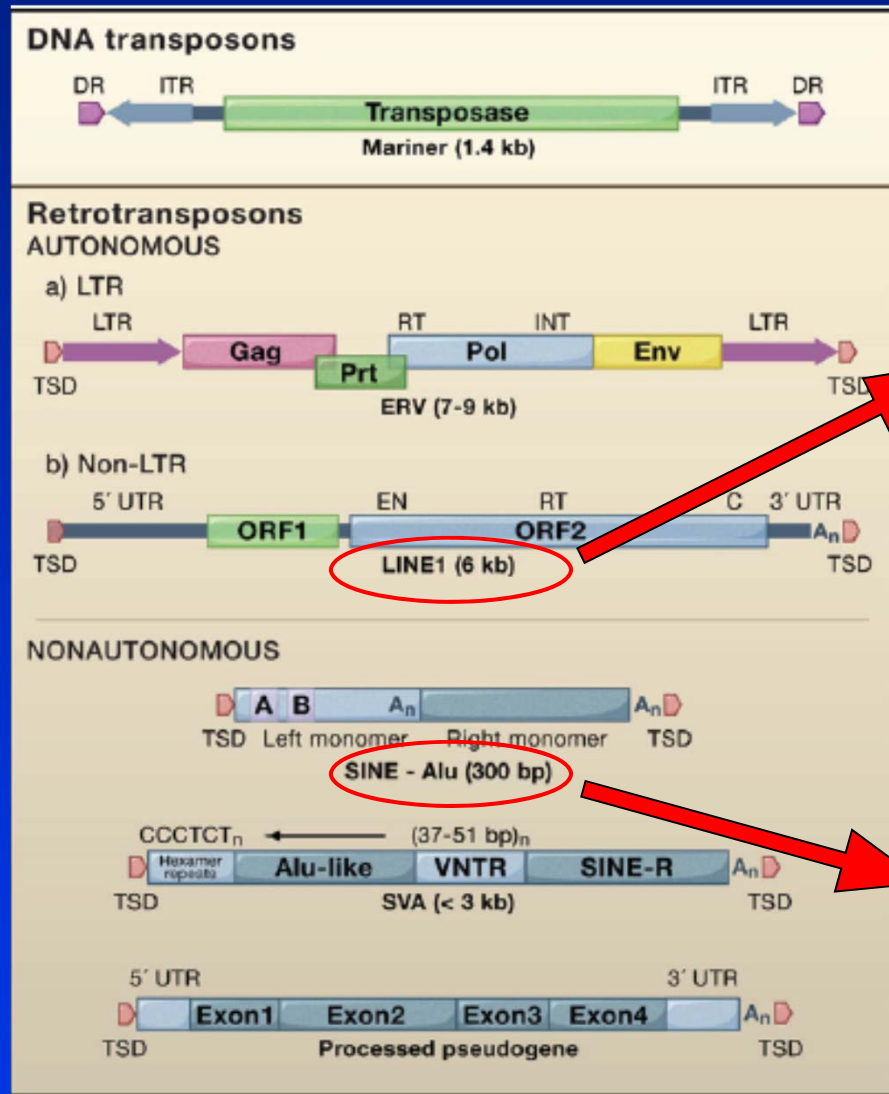 DNA transposons
DR ITR ITR DR
Transposase
Mariner (1.4 kb)
Retrotransposons
AUTONOMOUS
a) LTR
LTR RT INT LTR
Gag Pol Env
Prt
TSD TSD
ERV (7-9 kb)
b) Non-LTR
5´ UTR EN RT C 3´ UTR
ORF1 ORF2 An
TSD TSD
LINE1 (6 kb)
NONAUTONOMOUS
A B An An
TSD Left monomer Right monomer TSD
SINE - Alu (300 bp)
CCCTCTn (37-51 bp)n
Hexamer repeats Alu-like VNTR SINE-R An
TSD SVA (< 3 kb) TSD
5´ UTR 3´ UTR
Exon1 Exon2 Exon3 Exon4 An
TSD Processed pseudogene TSD